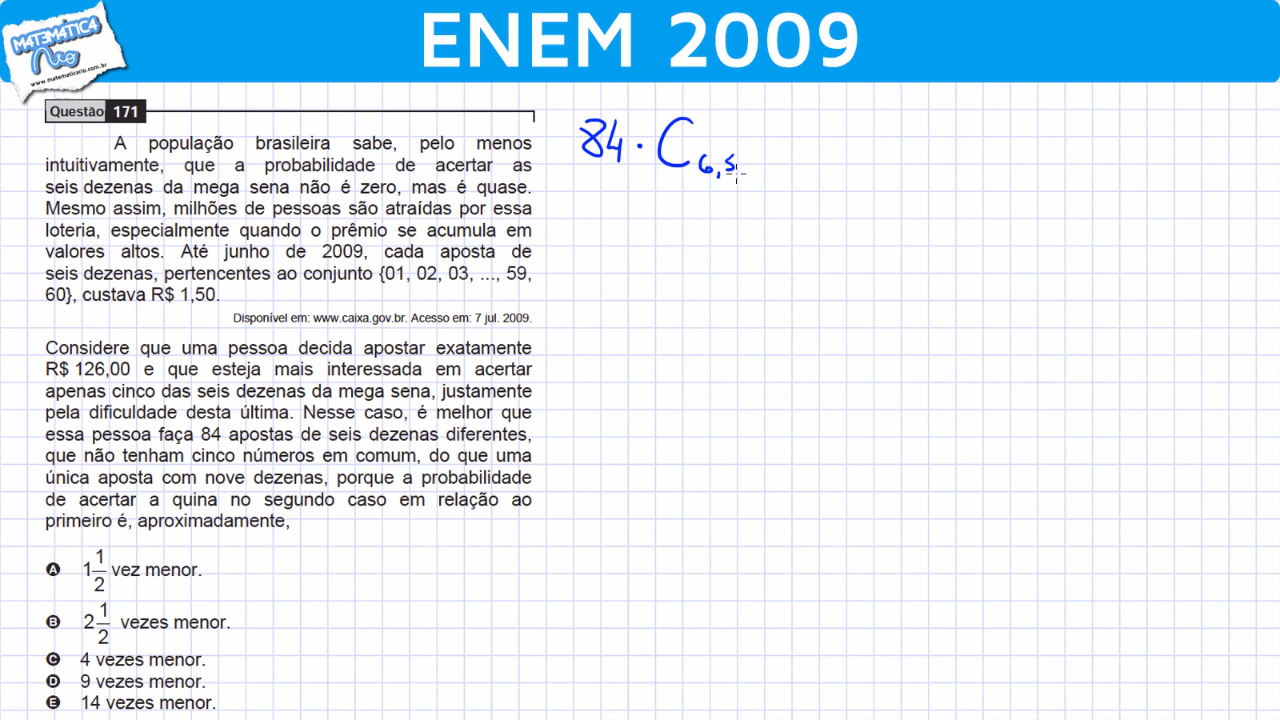 MATEMÁTICA
Rio
www.matematicario.com.br
ENEM 2009
Questão 171
A população brasileira sabe, pelo menos
intuitivamente, que a probabilidade de acertar as
seis dezenas da mega sena não é zero, mas é quase.
Mesmo assim, milhões de pessoas são atraídas por essa
loteria, especialmente quando o prêmio se acumula em
valores altos. Até junho de 2009, cada aposta de
seis dezenas, pertencentes ao conjunto {01, 02, 03, ..., 59,
60}, custava R$ 1,50.
Disponível em: www.caixa.gov.br. Acesso em: 7 jul. 2009.
Considere que uma pessoa decida apostar exatamente
R$ 126,00 e que esteja mais interessada em acertar
apenas cinco das seis dezenas da mega sena, justamente
pela dificuldade desta última. Nesse caso, é melhor que
essa pessoa faça 84 apostas de seis dezenas diferentes,
que não tenham cinco números em comum, do que uma
única aposta com nove dezenas, porque a probabilidade
de acertar a quina no segundo caso em relação ao
primeiro é, aproximadamente,
A 1 1/2 vez menor.
B 2 1/2 vezes menor.
C 4 vezes menor.
D 9 vezes menor.
E 14 vezes menor.
84 · C6,5